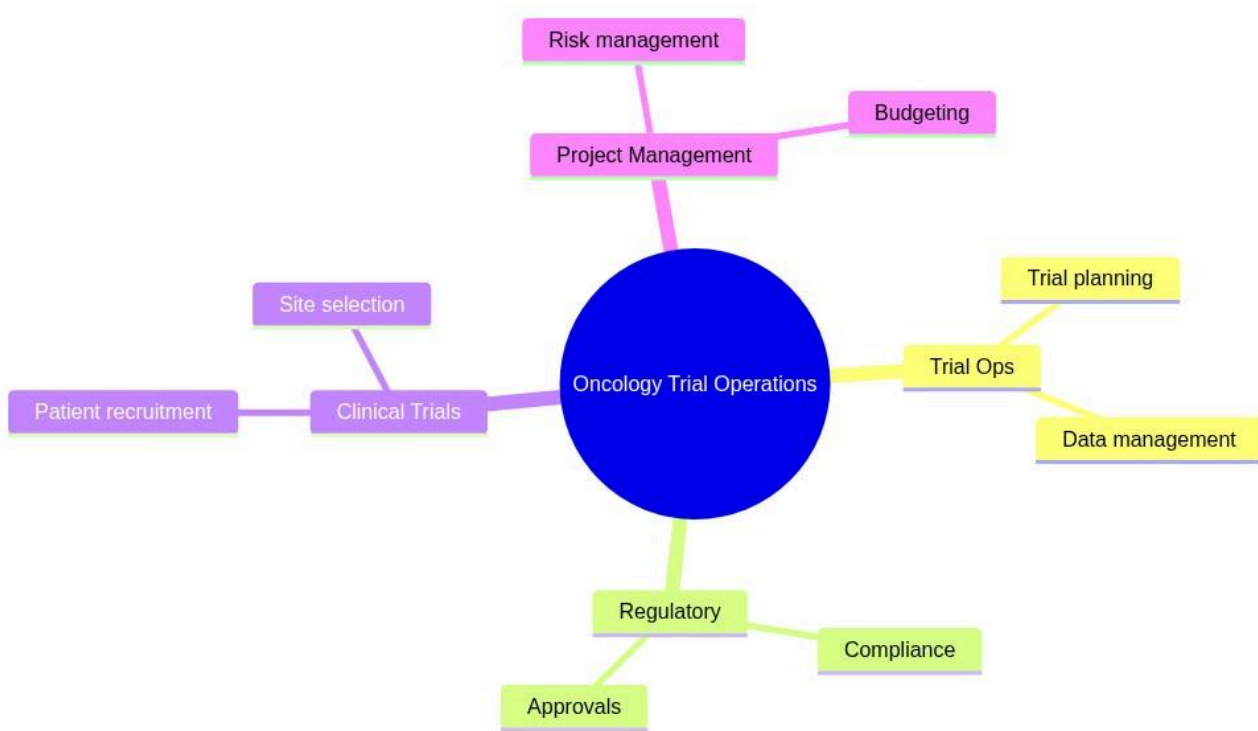 Risk management
Budgeting
Project Management
Trial planning
Site selection
Trial Ops
Oncology Trial Operations
Patient recruitment
Clinical Trials
Data management
Regulatory
Compliance
Approvals